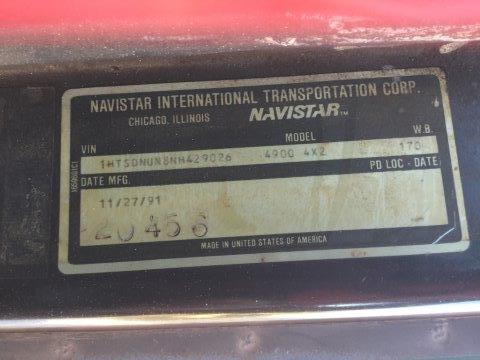 NAVISTAR INTERNATIONAL TRANSPORTATION CORP.
CHICAGO, ILLINOIS NAVISTAR™
VIN MODEL W.B.
1HTSDNUN8NH429026 4900 4X2 170
DATE MFG. PD LOC - DATE
11/27/91
20456
MADE IN UNITED STATES OF AMERICA